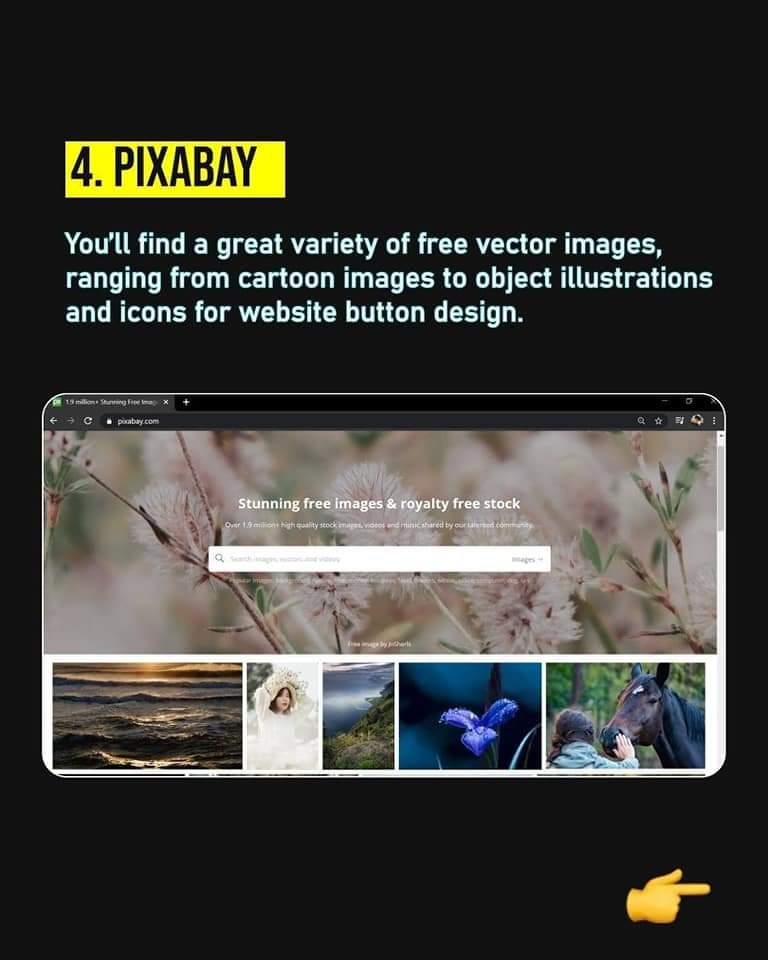 4. PIXABAY
You'll find a great variety of free vector images,
ranging from cartoon images to object illustrations
and icons for website button design.
1.9 million+ Stunning Free Imag
pixabay.com
Stunning free images & royalty free stock
Over 1.9 million+ high quality stock images, videos and music shared by our talented community.
Search images, vectors and videos
Images
Popular Images:
Free image by